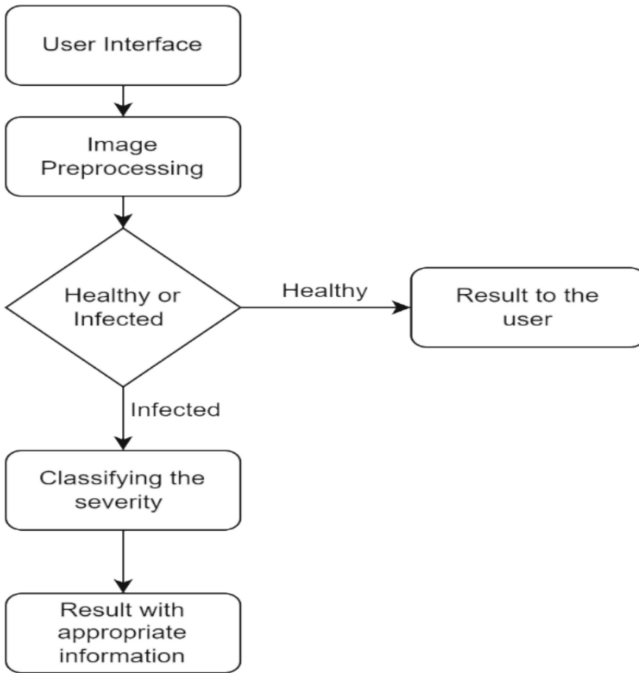 User Interface
Image
Preprocessing
Healthy or
Infected
Healthy
Result to the
user
Infected
Classifying the
severity
Result with
appropriate
information